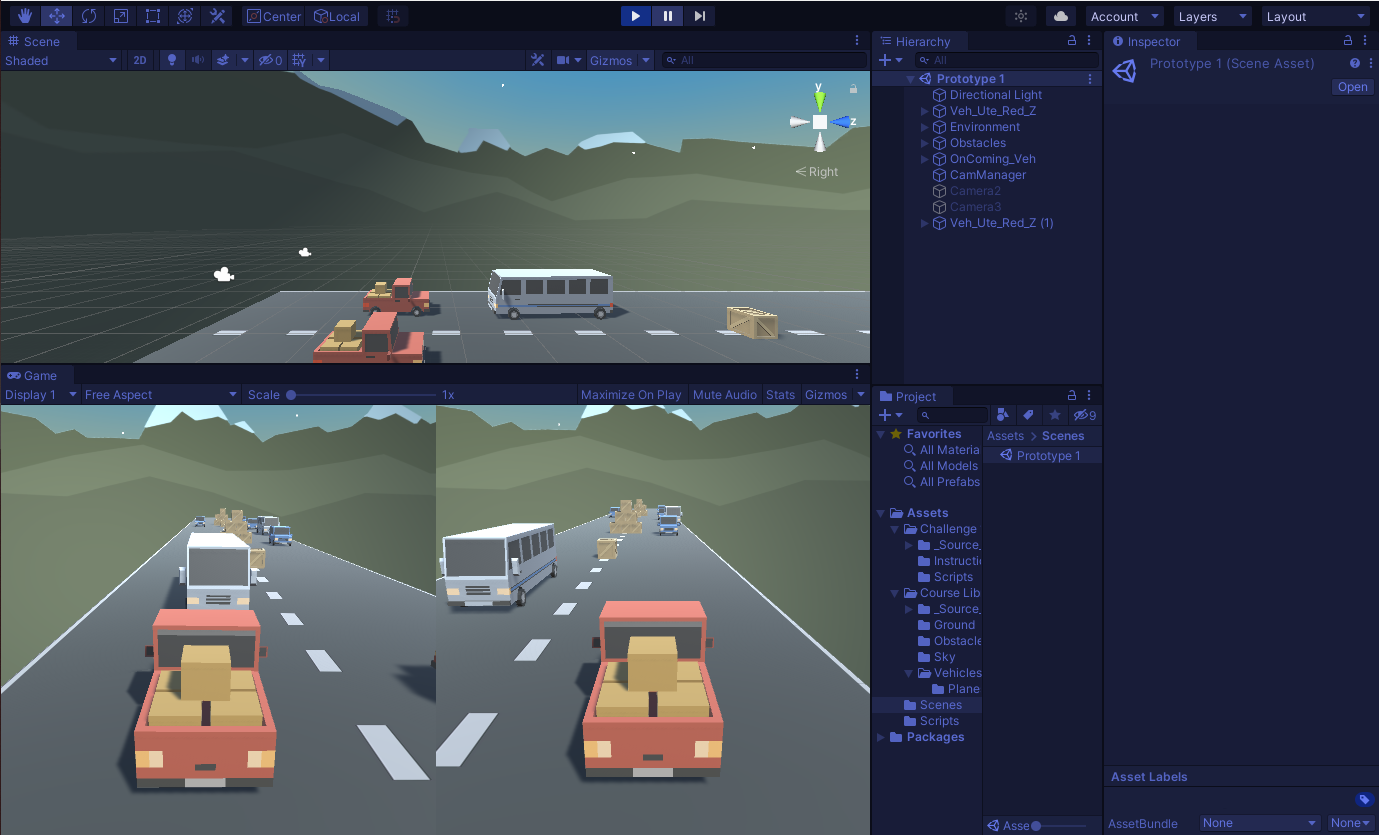 Center
Local
Account
Layers
Layout
Scene
Shaded
2D
0
Gizmos
All
y
z
Right
Game
Display 1
Free Aspect
Scale
1x
Maximize On Play
Mute Audio
Stats
Gizmos
Hierarchy
All
Prototype 1
Directional Light
Veh_Ute_Red_Z
Environment
Obstacles
OnComing_Veh
CamManager
Camera2
Camera3
Veh_Ute_Red_Z (1)
Project
9
Favorites
All Materia
All Models
All Prefabs
Assets
Challenge
_Source_
Instructi
Scripts
Course Lib
_Source_
Ground
Obstacle
Sky
Vehicles
Plane
Scenes
Scripts
Packages
Assets > Scenes
Prototype 1
Asse
Inspector
Prototype 1 (Scene Asset)
Open
Asset Labels
AssetBundle
None
None